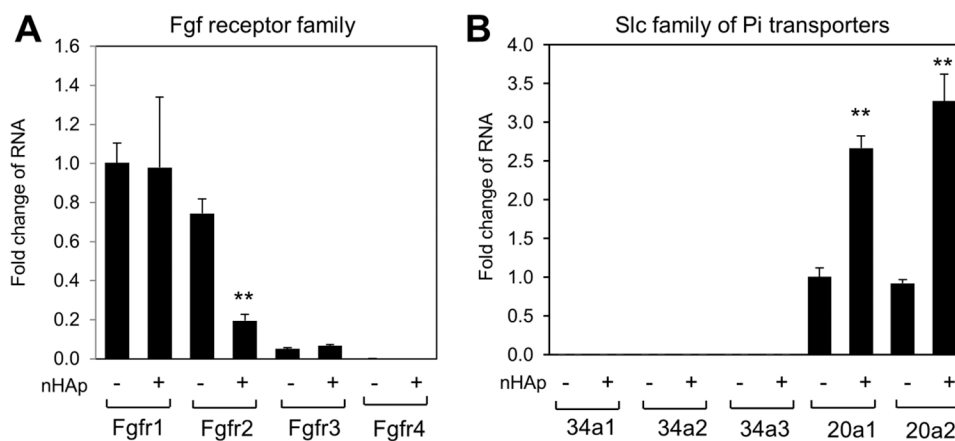 A
Fgf receptor family
Fold change of RNA
1.6
1.4
1.2
1.0
0.8
0.6
0.4
0.2
0.0
**
nHAp - + - + - + - +
Fgfr1 Fgfr2 Fgfr3 Fgfr4
B
Slc family of Pi transporters
Fold change of RNA
4.0
3.5
3.0
2.5
2.0
1.5
1.0
0.5
0.0
**
**
nHAp - + - + - + - + - +
34a1 34a2 34a3 20a1 20a2